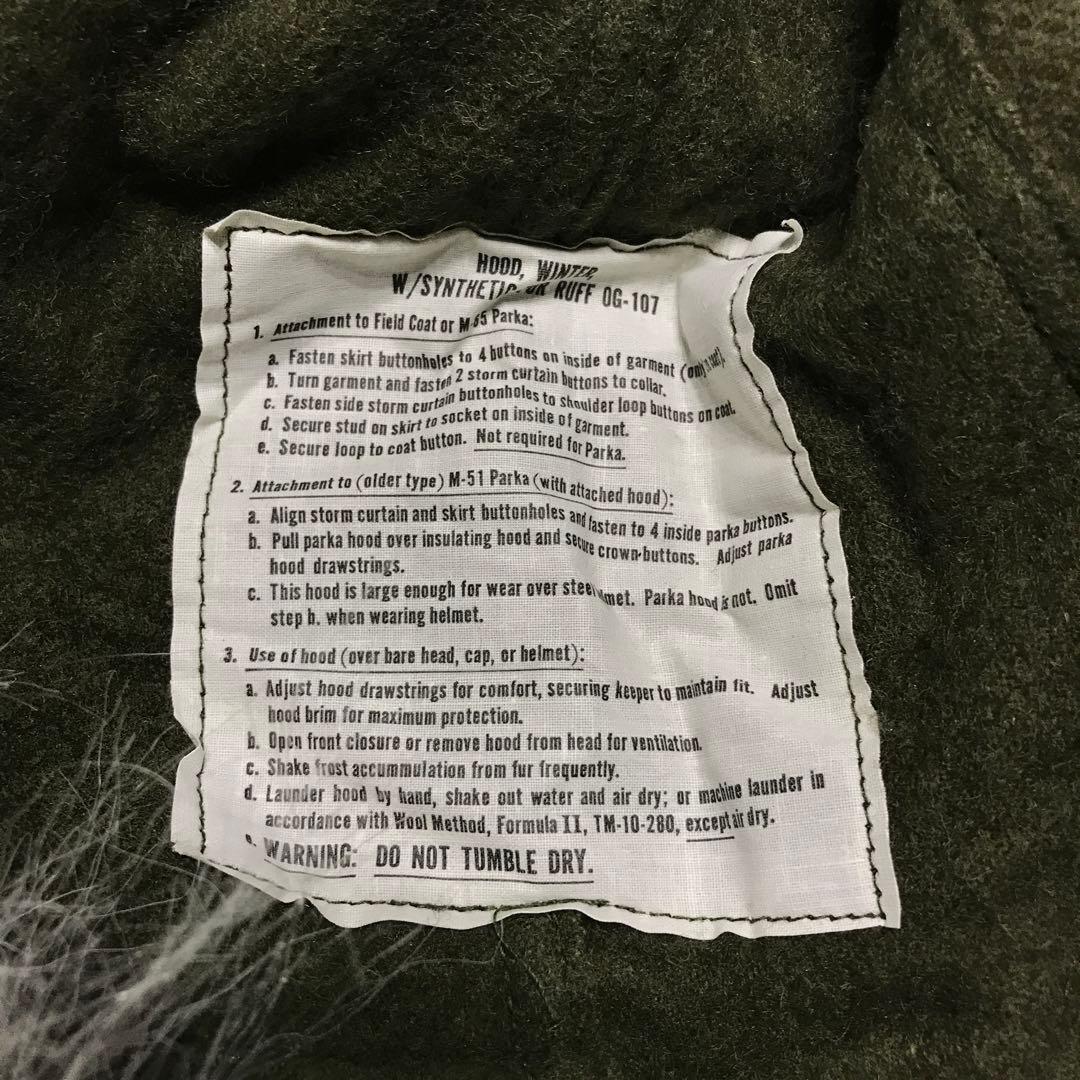 HOOD, WINTER,
W/SYNTHETIC RUFF OG-107
1. Attachment to Field Coat or M-65 Parka:
a. Fasten skirt buttonholes to 4 buttons on inside of garment (only in coat).
b. Turn garment and fasten 2 storm curtain buttons to collar.
c. Fasten side storm curtain buttonholes to shoulder loop buttons on coat.
d. Secure stud on skirt to socket on inside of garment.
e. Secure loop to coat button. Not required for Parka.
2. Attachment to (older type) M-51 Parka (with attached hood):
a. Align storm curtain and skirt buttonholes and fasten to 4 inside parka buttons.
b. Pull parka hood over insulating hood and secure crown buttons. Adjust parka
hood drawstrings.
c. This hood is large enough for wear over steel helmet. Parka hood is not. Omit
step b. when wearing helmet.
3. Use of hood (over bare head, cap, or helmet):
a. Adjust hood drawstrings for comfort, securing keeper to maintain fit. Adjust
hood brim for maximum protection.
b. Open front closure or remove hood from head for ventilation.
c. Shake frost accummulation from fur frequently.
d. Launder hood by hand, shake out water and air dry; or machine launder in
accordance with Wool Method, Formula II, TM-10-280, except air dry.
e. WARNING: DO NOT TUMBLE DRY.